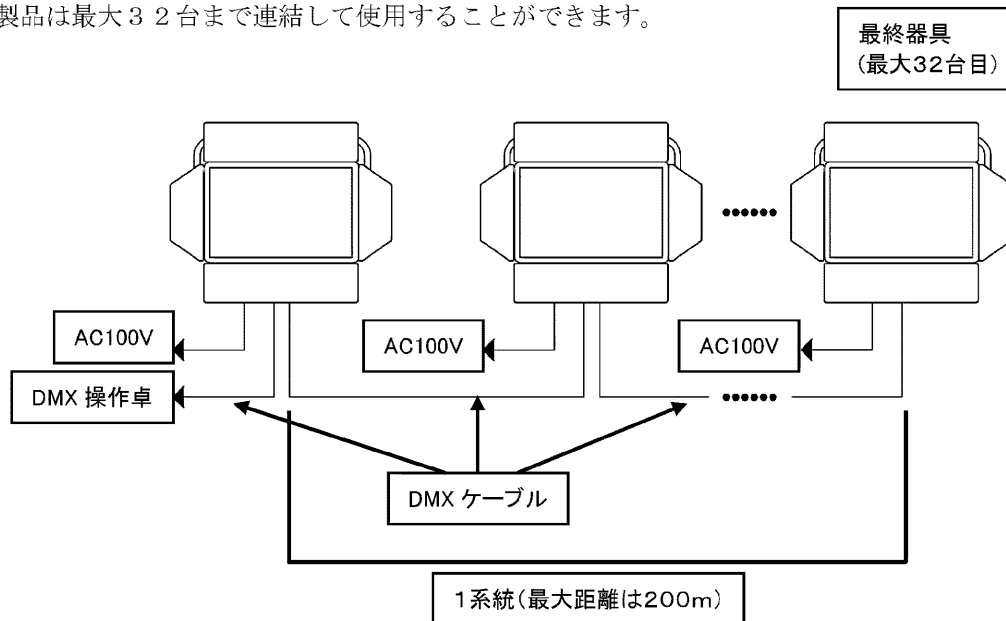 製品は最大３２台まで連結して使用することができます。
最終器具
(最大32台目)
AC100V
AC100V
AC100V
DMX 操作卓
DMX ケーブル
1系統(最大距離は200m)